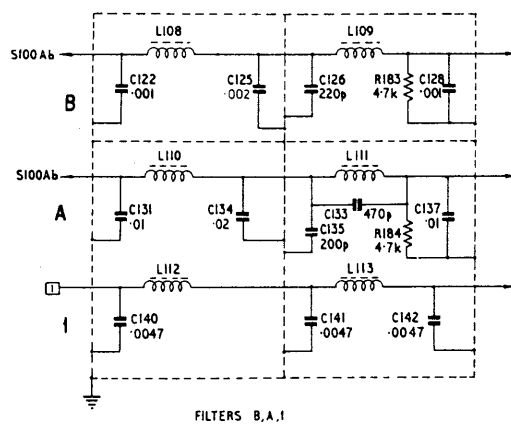 L108
L109
S100Ab
C122
.001
C125
.002
C126
220p
R183
4.7k
C128
.001
B
L110
L111
S100Ab
A
C131
.01
C134
.02
C133
470p
C135
200p
R184
4.7k
C137
.01
L112
L113
1
1
C140
.0047
C141
.0047
C142
.0047
FILTERS B,A,1